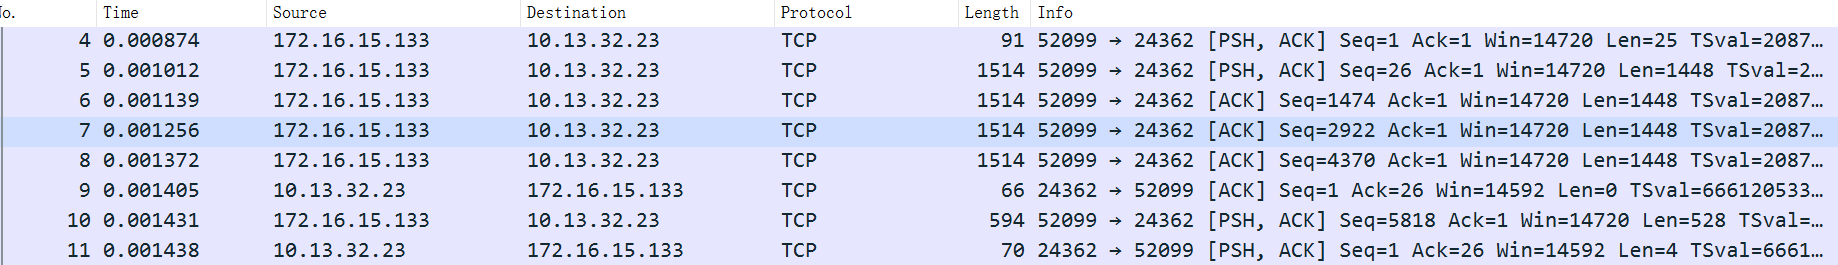 No. Time Source Destination Protocol Length Info
4 0.000874 172.16.15.133 10.13.32.23 TCP 91 52099 → 24362 [PSH, ACK] Seq=1 Ack=1 Win=14720 Len=25 TSval=2087…
5 0.001012 172.16.15.133 10.13.32.23 TCP 1514 52099 → 24362 [PSH, ACK] Seq=26 Ack=1 Win=14720 Len=1448 TSval=2…
6 0.001139 172.16.15.133 10.13.32.23 TCP 1514 52099 → 24362 [ACK] Seq=1474 Ack=1 Win=14720 Len=1448 TSval=2087…
7 0.001256 172.16.15.133 10.13.32.23 TCP 1514 52099 → 24362 [ACK] Seq=2922 Ack=1 Win=14720 Len=1448 TSval=2087…
8 0.001372 172.16.15.133 10.13.32.23 TCP 1514 52099 → 24362 [ACK] Seq=4370 Ack=1 Win=14720 Len=1448 TSval=2087…
9 0.001405 10.13.32.23 172.16.15.133 TCP 66 24362 → 52099 [ACK] Seq=1 Ack=26 Win=14592 Len=0 TSval=666120533…
10 0.001431 172.16.15.133 10.13.32.23 TCP 594 52099 → 24362 [PSH, ACK] Seq=5818 Ack=1 Win=14720 Len=528 TSval=…
11 0.001438 10.13.32.23 172.16.15.133 TCP 70 24362 → 52099 [PSH, ACK] Seq=1 Ack=26 Win=14592 Len=4 TSval=6661…